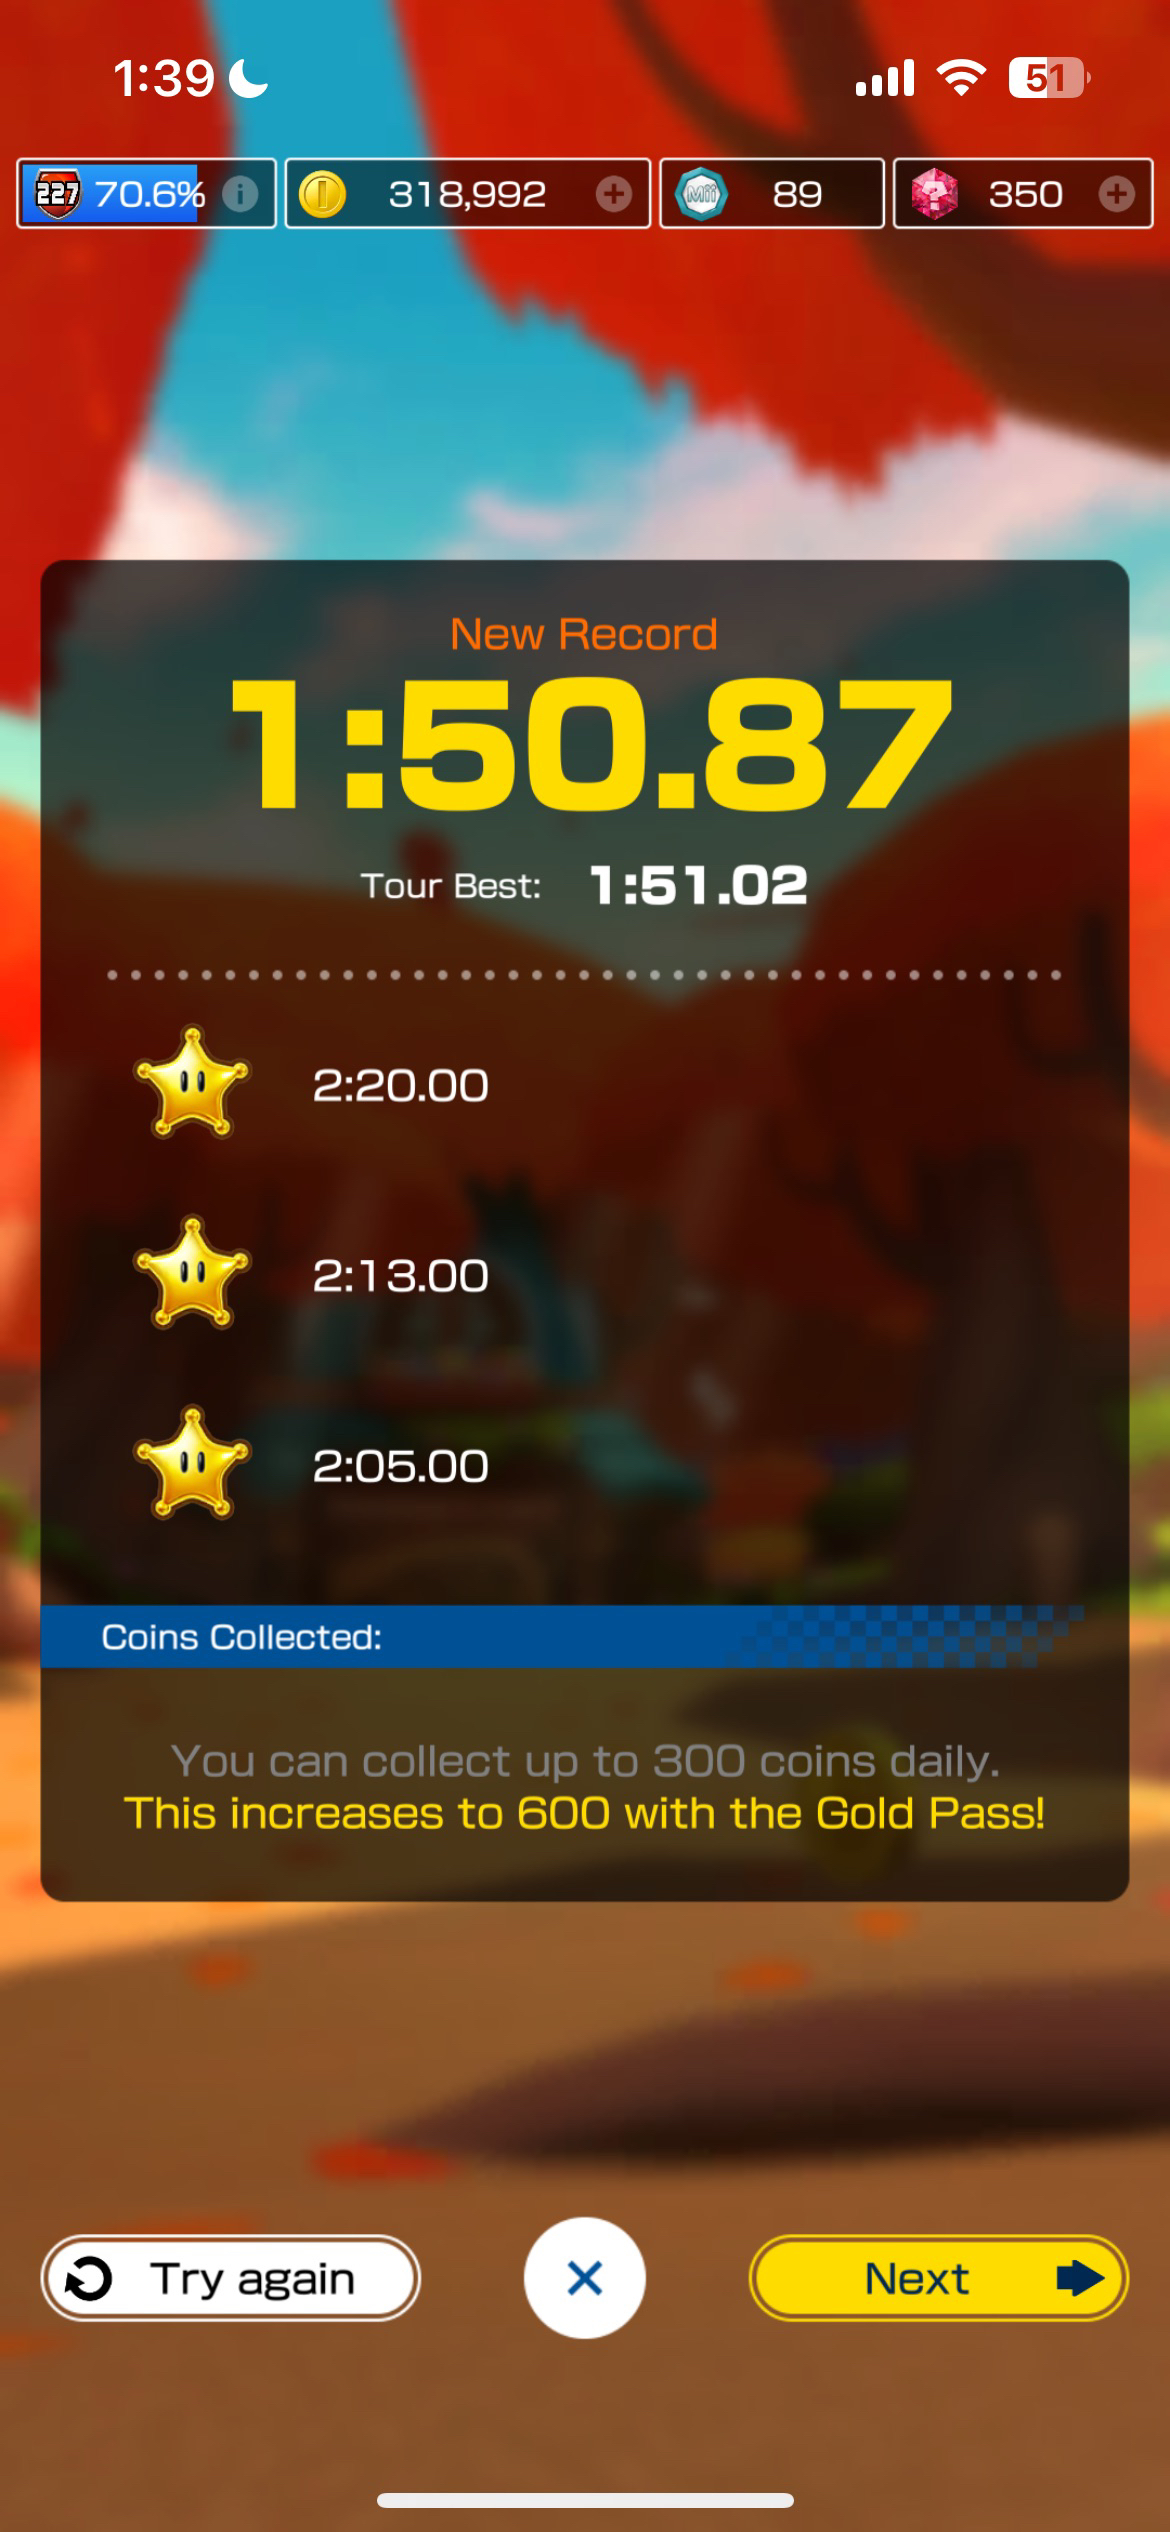 1:39 51
227 70.6% i 318,992 + Mii 89 350 +
New Record
1:50.87
Tour Best: 1:51.02
2:20.00
2:13.00
2:05.00
Coins Collected:
You can collect up to 300 coins daily.
This increases to 600 with the Gold Pass!
Try again × Next